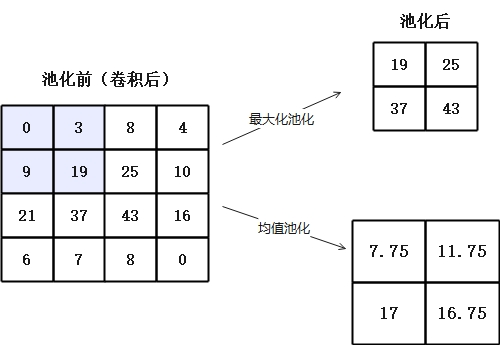 池化后
19 25
37 43
池化前（卷积后）
0 3 8 4
9 19 25 10
21 37 43 16
6 7 8 0
最大化池化
均值池化
7.75 11.75
17 16.75